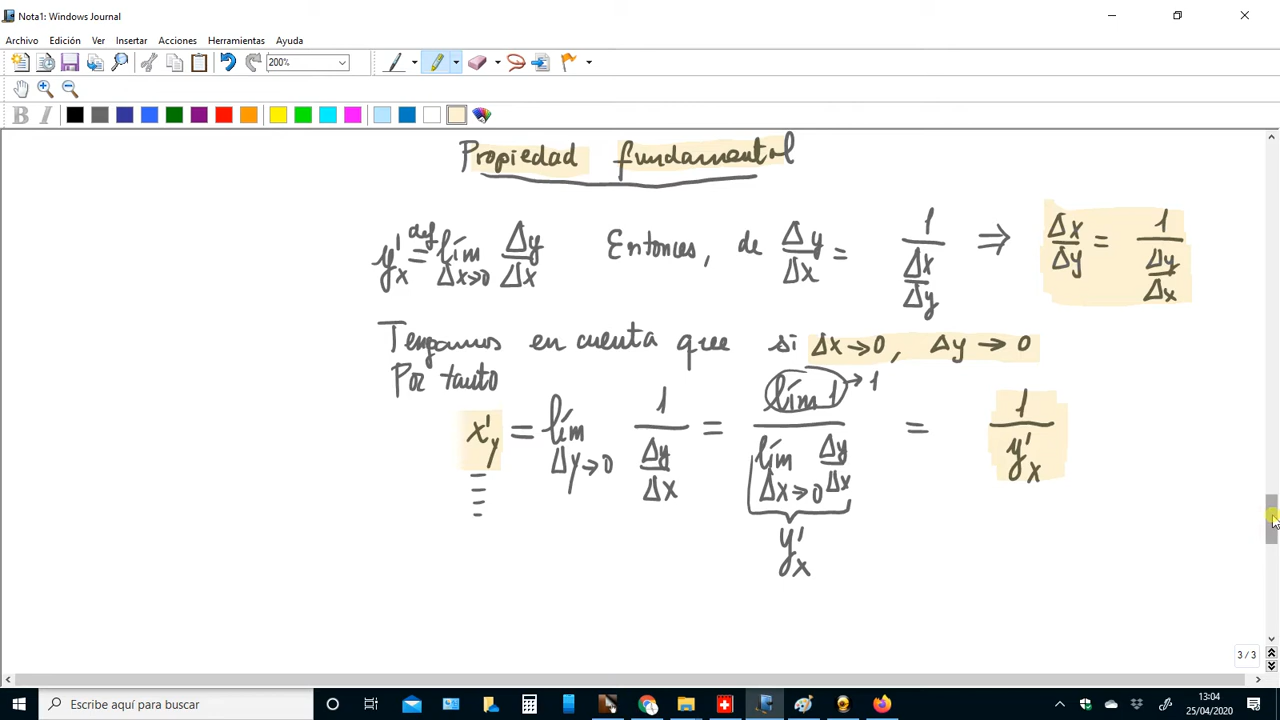 Nota1: Windows Journal
Archivo Edición Ver Insertar Acciones Herramientas Ayuda
200%
B I
Propiedad fundamental
y'ₓ =def lím Δx→0 Δy/Δx Entonces, de Δy/Δx = 1/(Δx/Δy) ⇒ Δx/Δy = 1/(Δy/Δx)
Tengamos en cuenta que si Δx→0, Δy→0
Por tanto
x'y = lím Δy→0 1/(Δy/Δx) = lím 1 →1 / lím Δx→0 Δy/Δx = 1/y'ₓ
y'ₓ
3 / 3
Escribe aquí para buscar
13:04
25/04/2020